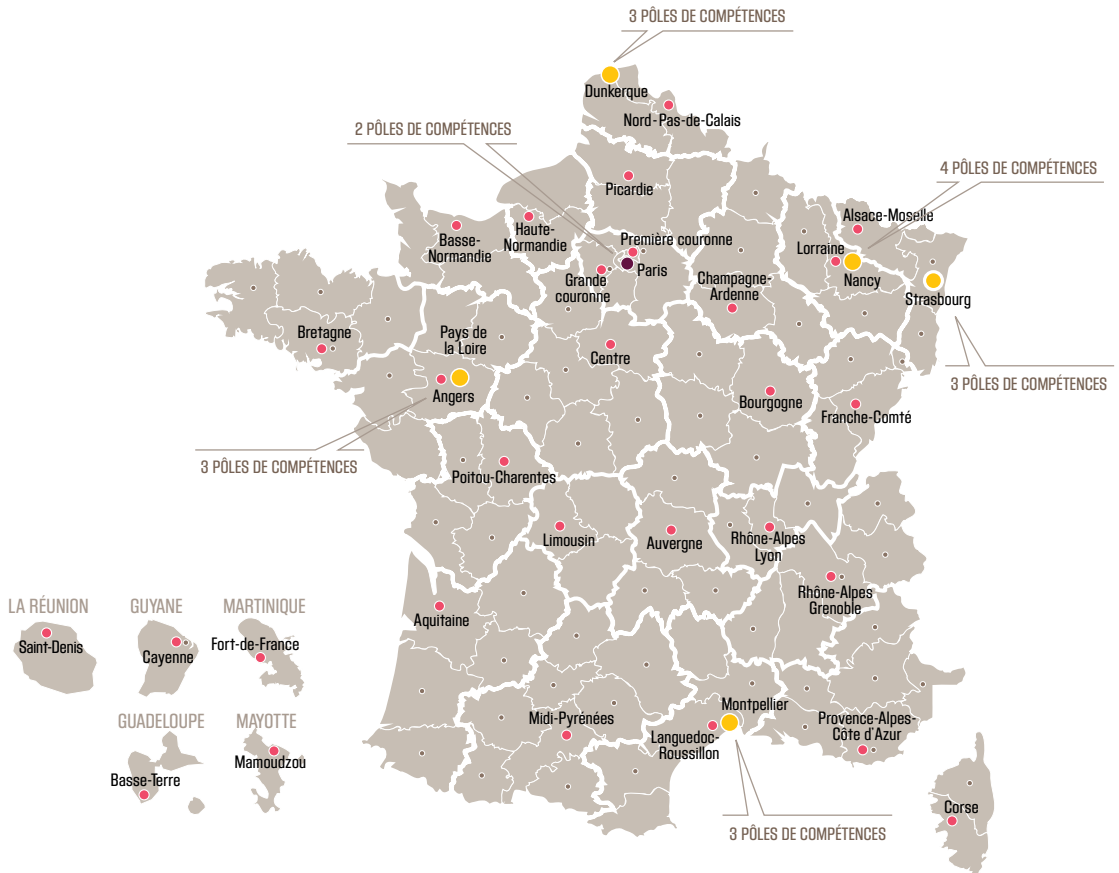 3 PÔLES DE COMPÉTENCES
Dunkerque
Nord-Pas-de-Calais
2 PÔLES DE COMPÉTENCES
Picardie
4 PÔLES DE COMPÉTENCES
Alsace-Moselle
Haute-
Normandie
Basse-
Normandie
Première couronne
Lorraine
Paris
Grande
couronne
Champagne-
Ardenne
Nancy
Strasbourg
Bretagne
Pays de
la Loire
Centre
3 PÔLES DE COMPÉTENCES
Angers
Bourgogne
Franche-Comté
3 PÔLES DE COMPÉTENCES
Poitou-Charentes
Limousin
Auvergne
Rhône-Alpes
Lyon
Rhône-Alpes
Grenoble
Aquitaine
LA RÉUNION
GUYANE
MARTINIQUE
Saint-Denis
Cayenne
Fort-de-France
Montpellier
Midi-Pyrénées
Languedoc-
Roussillon
Provence-Alpes-
Côte d'Azur
GUADELOUPE
MAYOTTE
Mamoudzou
Basse-Terre
Corse
3 PÔLES DE COMPÉTENCES